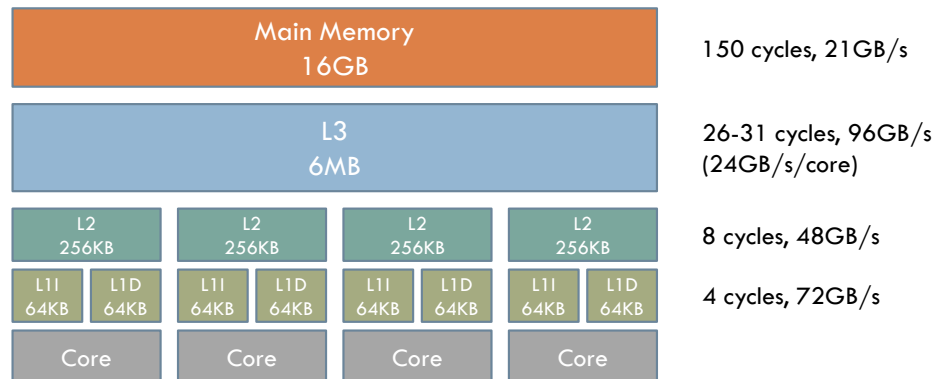 Main Memory
16GB
150 cycles, 21GB/s
L3
6MB
26-31 cycles, 96GB/s
(24GB/s/core)
L2
256KB
L2
256KB
L2
256KB
L2
256KB
8 cycles, 48GB/s
L1I
64KB
L1D
64KB
L1I
64KB
L1D
64KB
L1I
64KB
L1D
64KB
L1I
64KB
L1D
64KB
4 cycles, 72GB/s
Core
Core
Core
Core